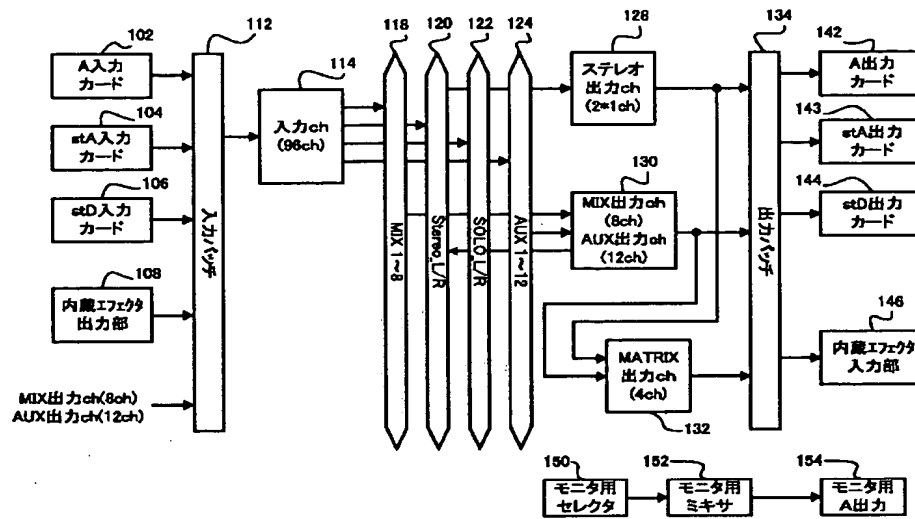 102
A入力
カード
104
stA入力
カード
106
stD入力
カード
108
内蔵エフェクタ
出力部
MIX出力ch(8ch)
AUX出力ch(12ch)
112
入力パッチ
114
入力ch
(96ch)
118
MIX 1~8
120
Stereo_L/R
122
SOLO_L/R
124
AUX 1~12
128
ステレオ
出力ch
(2*1ch)
130
MIX出力ch
(8ch)
AUX出力ch
(12ch)
MATRIX
出力ch
(4ch)
132
134
出力パッチ
142
A出力
カード
143
stA出力
カード
144
stD出力
カード
146
内蔵エフェクタ
入力部
150
モニタ用
セレクタ
152
モニタ用
ミキサ
154
モニタ用
A出力